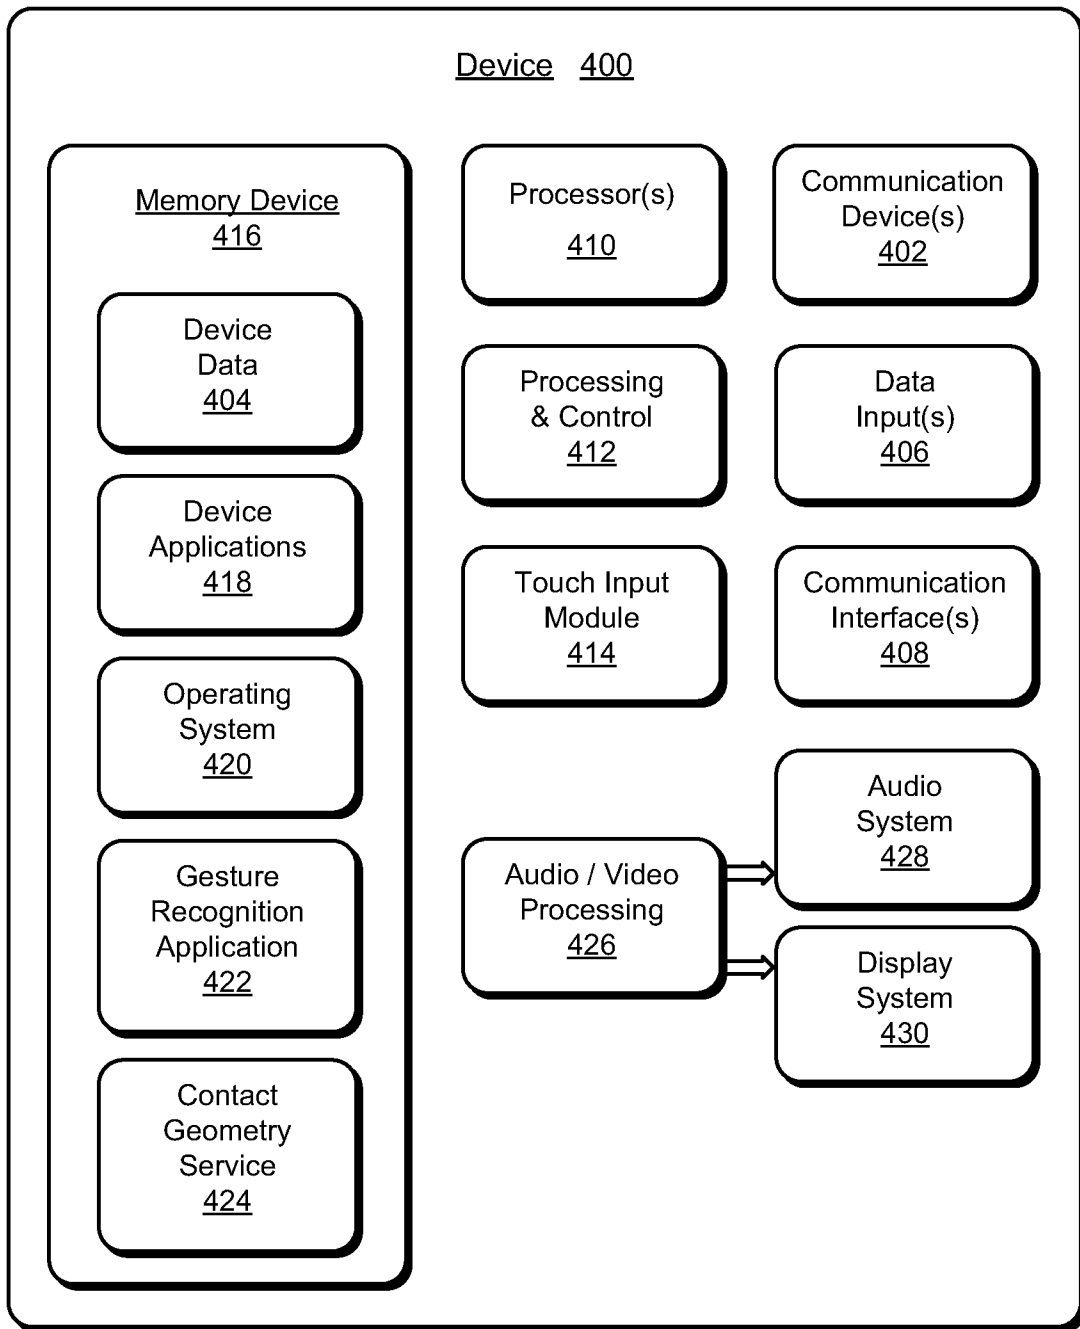 Device 400
Memory Device
416
Device
Data
404
Device
Applications
418
Operating
System
420
Gesture
Recognition
Application
422
Contact
Geometry
Service
424
Processor(s)
410
Communication
Device(s)
402
Processing
& Control
412
Data
Input(s)
406
Touch Input
Module
414
Communication
Interface(s)
408
Audio / Video
Processing
426
Audio
System
428
Display
System
430